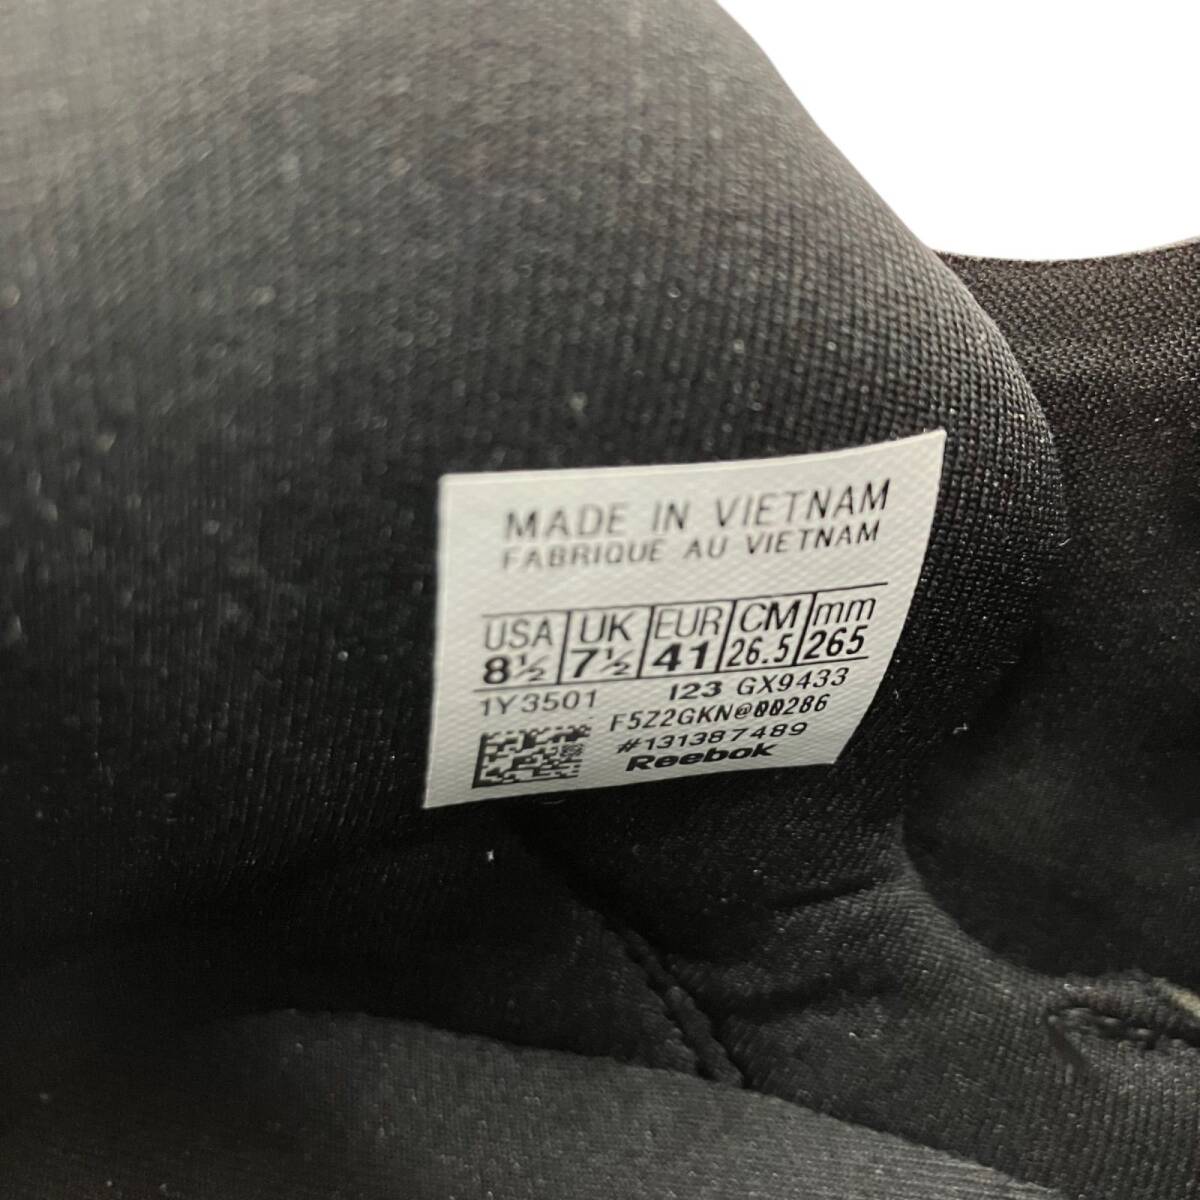 MADE IN VIETNAM
FABRIQUE AU VIETNAM
USA UK EUR CM mm
8½ 7½ 41 26.5 265
1Y3501 I23 GX9433
F5Z2GKN@00286
#131387489
Reebok